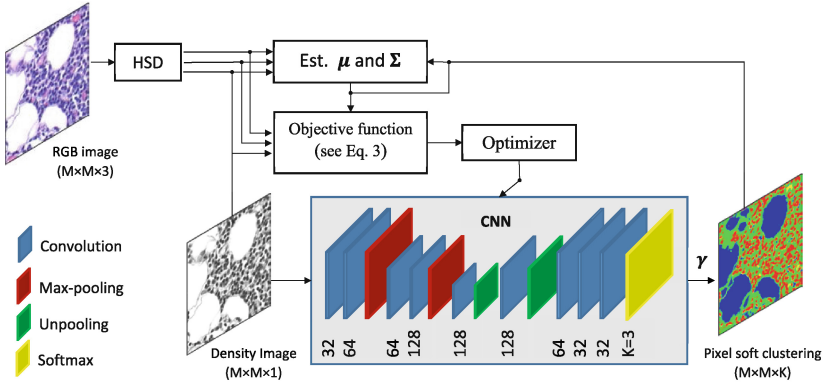 HSD
Est. μ and Σ
Objective function
(see Eq. 3)
Optimizer
RGB image
(M×M×3)
CNN
Convolution
Max-pooling
Unpooling
Softmax
32
64
64
128
128
128
64
32
32
K=3
γ
Density Image
(M×M×1)
Pixel soft clustering
(M×M×K)